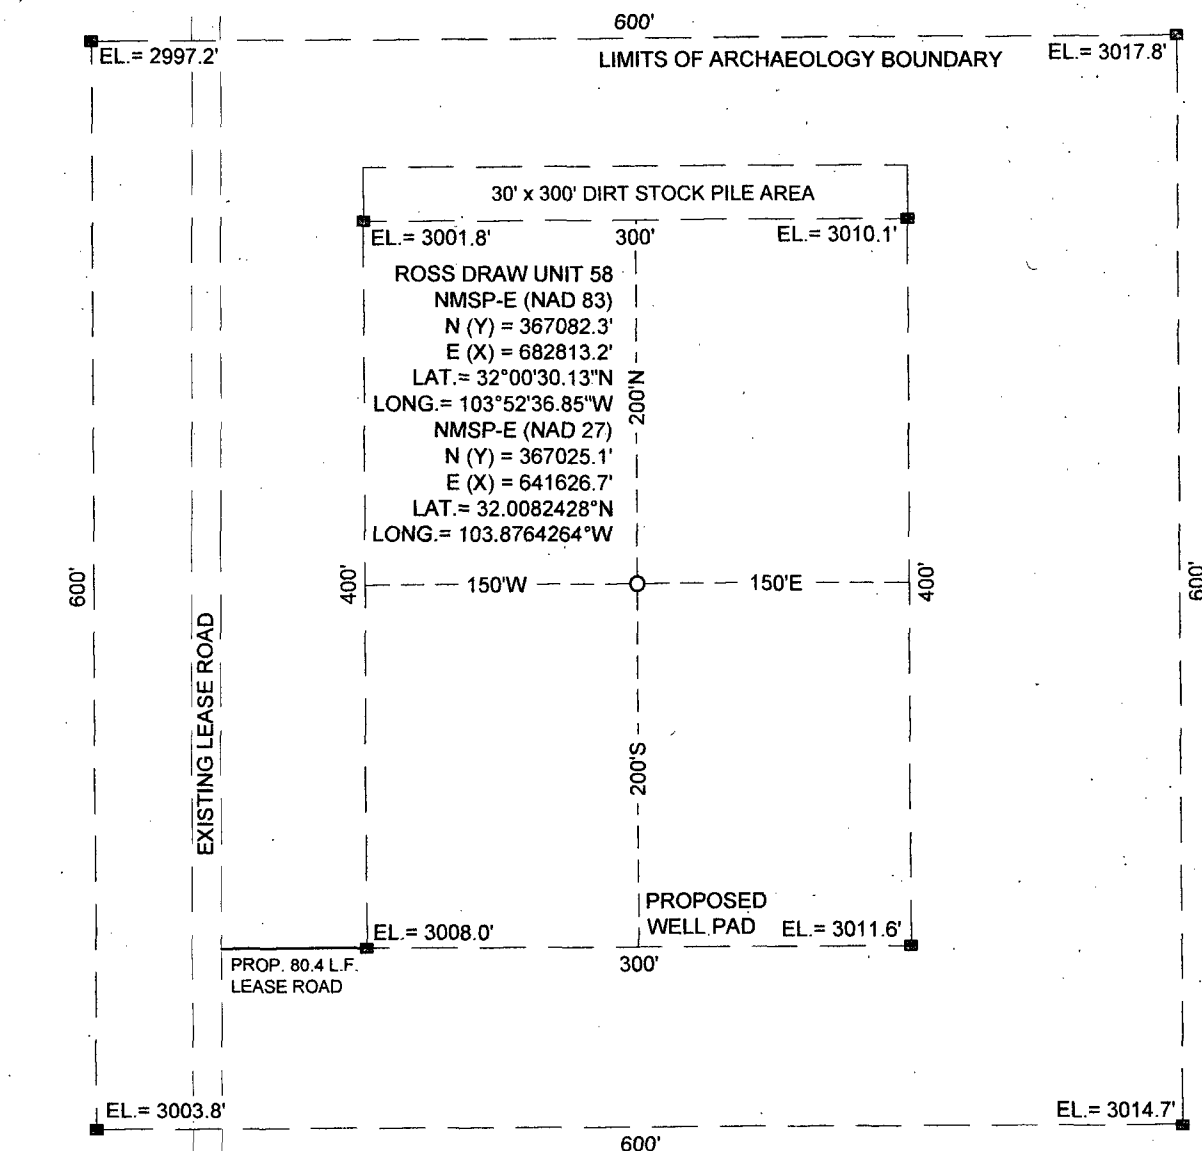 600'
EL.= 2997.2'
LIMITS OF ARCHAEOLOGY BOUNDARY
EL.= 3017.8'
30' x 300' DIRT STOCK PILE AREA
EL.= 3001.8'
300'
EL.= 3010.1'
ROSS DRAW UNIT 58
NMSP-E (NAD 83)
N (Y) = 367082.3'
E (X) = 682813.2'
LAT.= 32°00'30.13"N
LONG.= 103°52'36.85"W
NMSP-E (NAD 27)
N (Y) = 367025.1'
E (X) = 641626.7'
LAT.= 32.0082428°N
LONG.= 103.8764264°W
200'N
600'
400'
150'W
150'E
400'
600'
EXISTING LEASE ROAD
200'S
PROPOSED
WELL PAD
EL.= 3008.0'
EL.= 3011.6'
300'
PROP. 80.4 L.F.
LEASE ROAD
EL.= 3003.8'
EL.= 3014.7'
600'